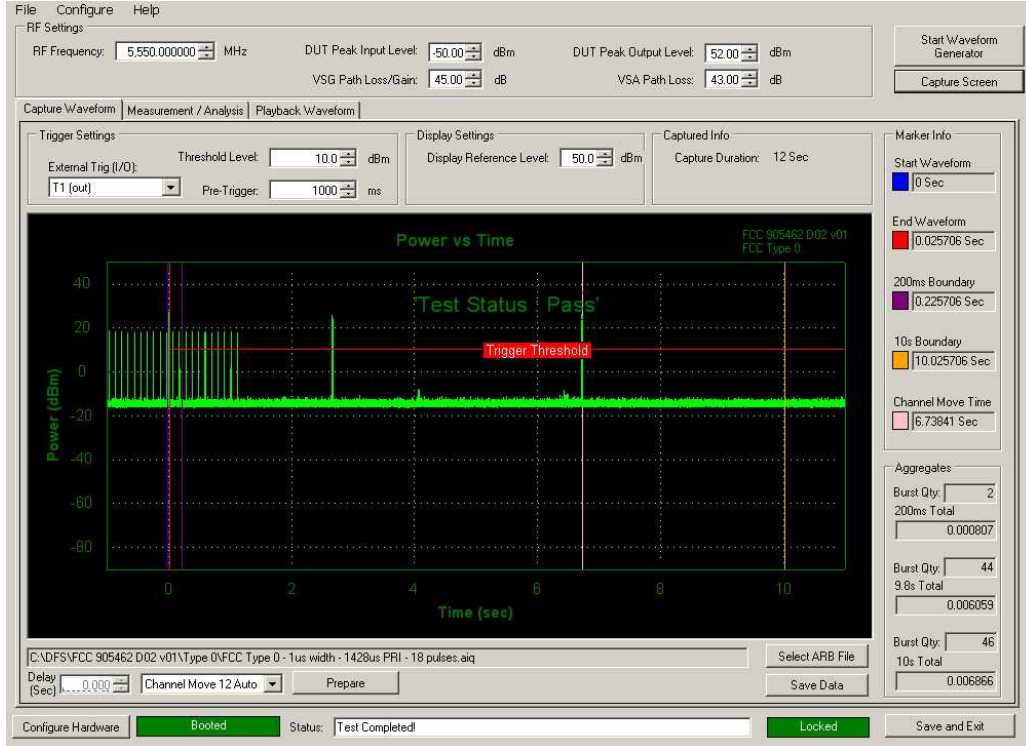 File Configure Help
RF Settings
RF Frequency: 5,550.000000 MHz
DUT Peak Input Level: -50.00 dBm
DUT Peak Output Level: 52.00 dBm
VSG Path Loss/Gain: 45.00 dB
VSA Path Loss: 43.00 dB
Start Waveform Generator
Capture Screen
Capture Waveform Measurement / Analysis Playback Waveform
Trigger Settings
External Trig (I/O):
T1 (out)
Threshold Level: 10.0 dBm
Pre-Trigger: 1000 ms
Display Settings
Display Reference Level: 50.0 dBm
Captured Info
Capture Duration: 12 Sec
Marker Info
Start Waveform
0 Sec
End Waveform
0.025706 Sec
200ms Boundary
0.225706 Sec
10s Boundary
10.025706 Sec
Channel Move Time
6.73841 Sec
Power vs Time
FCC 905462 D02 v01
FCC Type 0
'Test Status : Pass'
Trigger Threshold
Power (dBm)
40
20
0
-20
-40
-60
-80
0 2 4 6 8 10
Time (sec)
Aggregates
Burst Qty: 2
200ms Total
0.000807
Burst Qty: 44
9.8s Total
0.006059
Burst Qty: 46
10s Total
0.006866
C:\DFS\FCC 905462 D02 v01\Type 0\FCC Type 0 - 1us width - 1428us PRI - 18 pulses.aiq
Select ARB File
Delay (Sec) 0.000 Channel Move 12 Auto Prepare
Save Data
Configure Hardware Booted Status: Test Completed! Locked Save and Exit